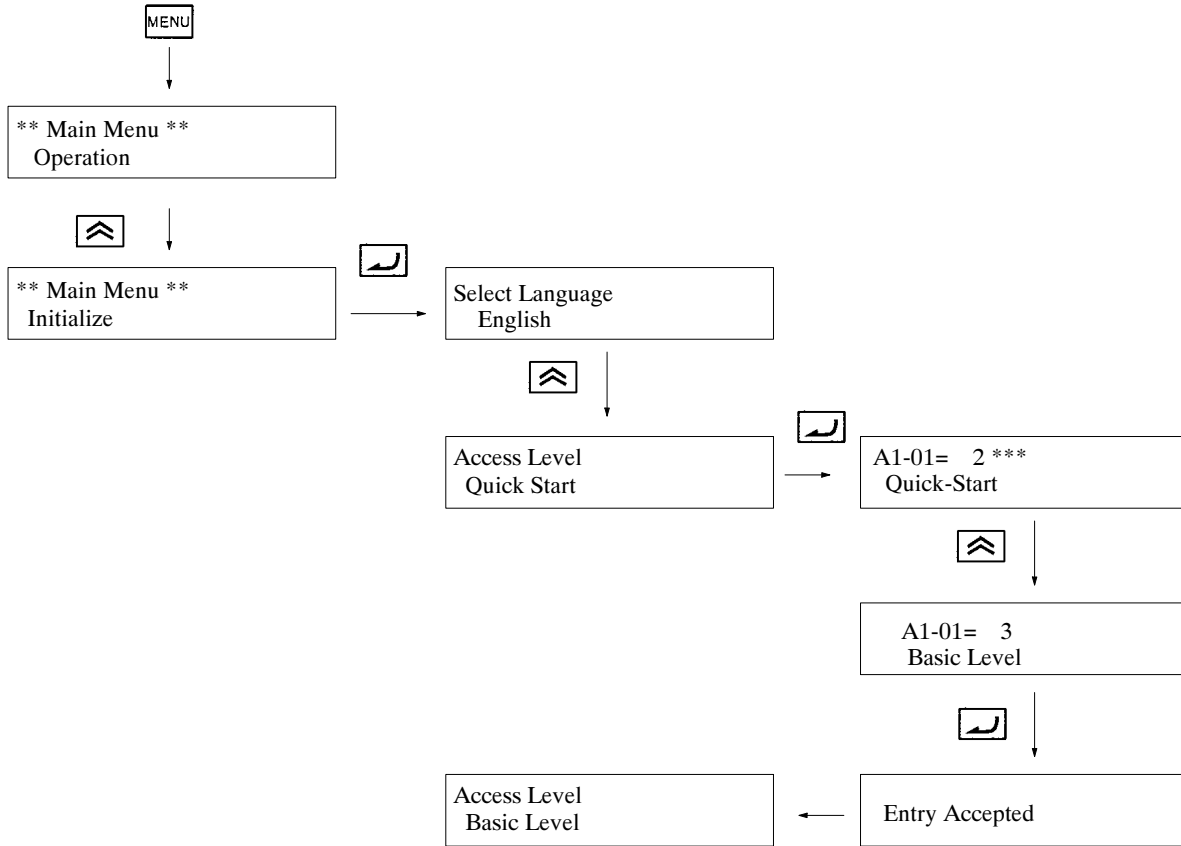 MENU
** Main Menu **
Operation
** Main Menu **
Initialize
Select Language
English
Access Level
Quick Start
A1-01= 2 ***
Quick-Start
A1-01= 3
Basic Level
Entry Accepted
Access Level
Basic Level